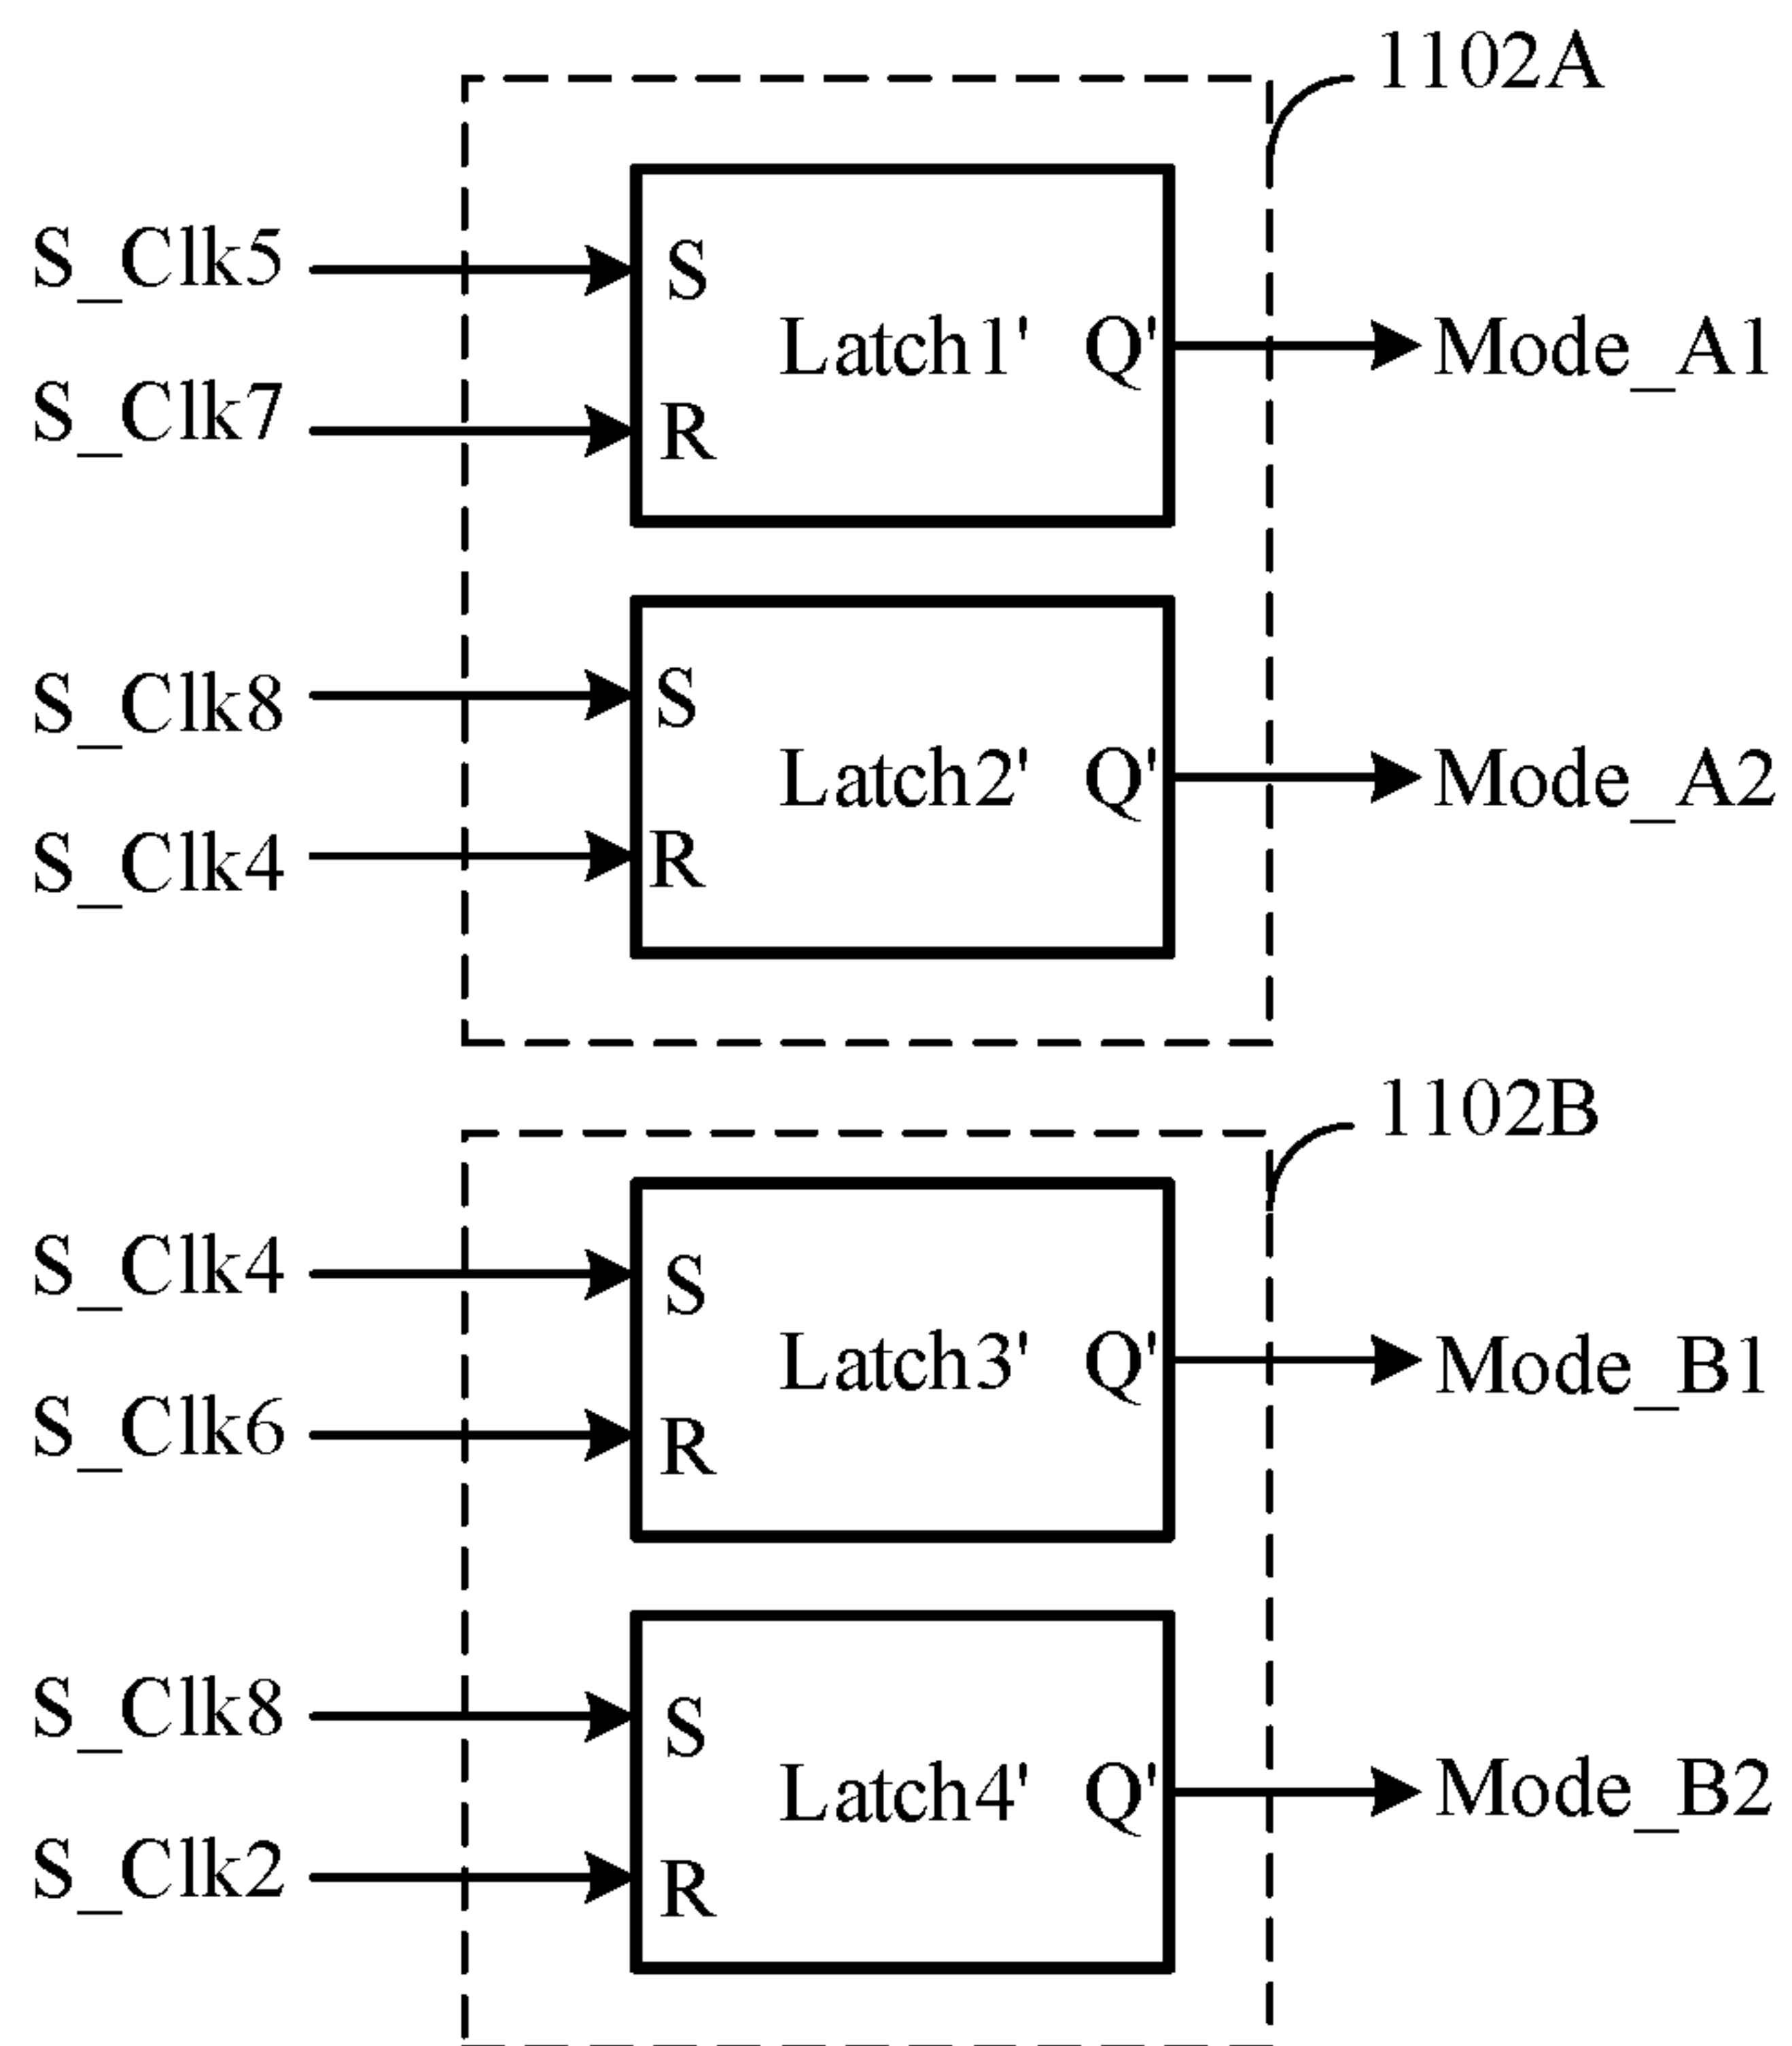 1102A
S_Clk5
S
Latch1' Q'
Mode_A1
S_Clk7
R
S_Clk8
S
Latch2' Q'
Mode_A2
S_Clk4
R
1102B
S_Clk4
S
Latch3' Q'
Mode_B1
S_Clk6
R
S_Clk8
S
Latch4' Q'
Mode_B2
S_Clk2
R